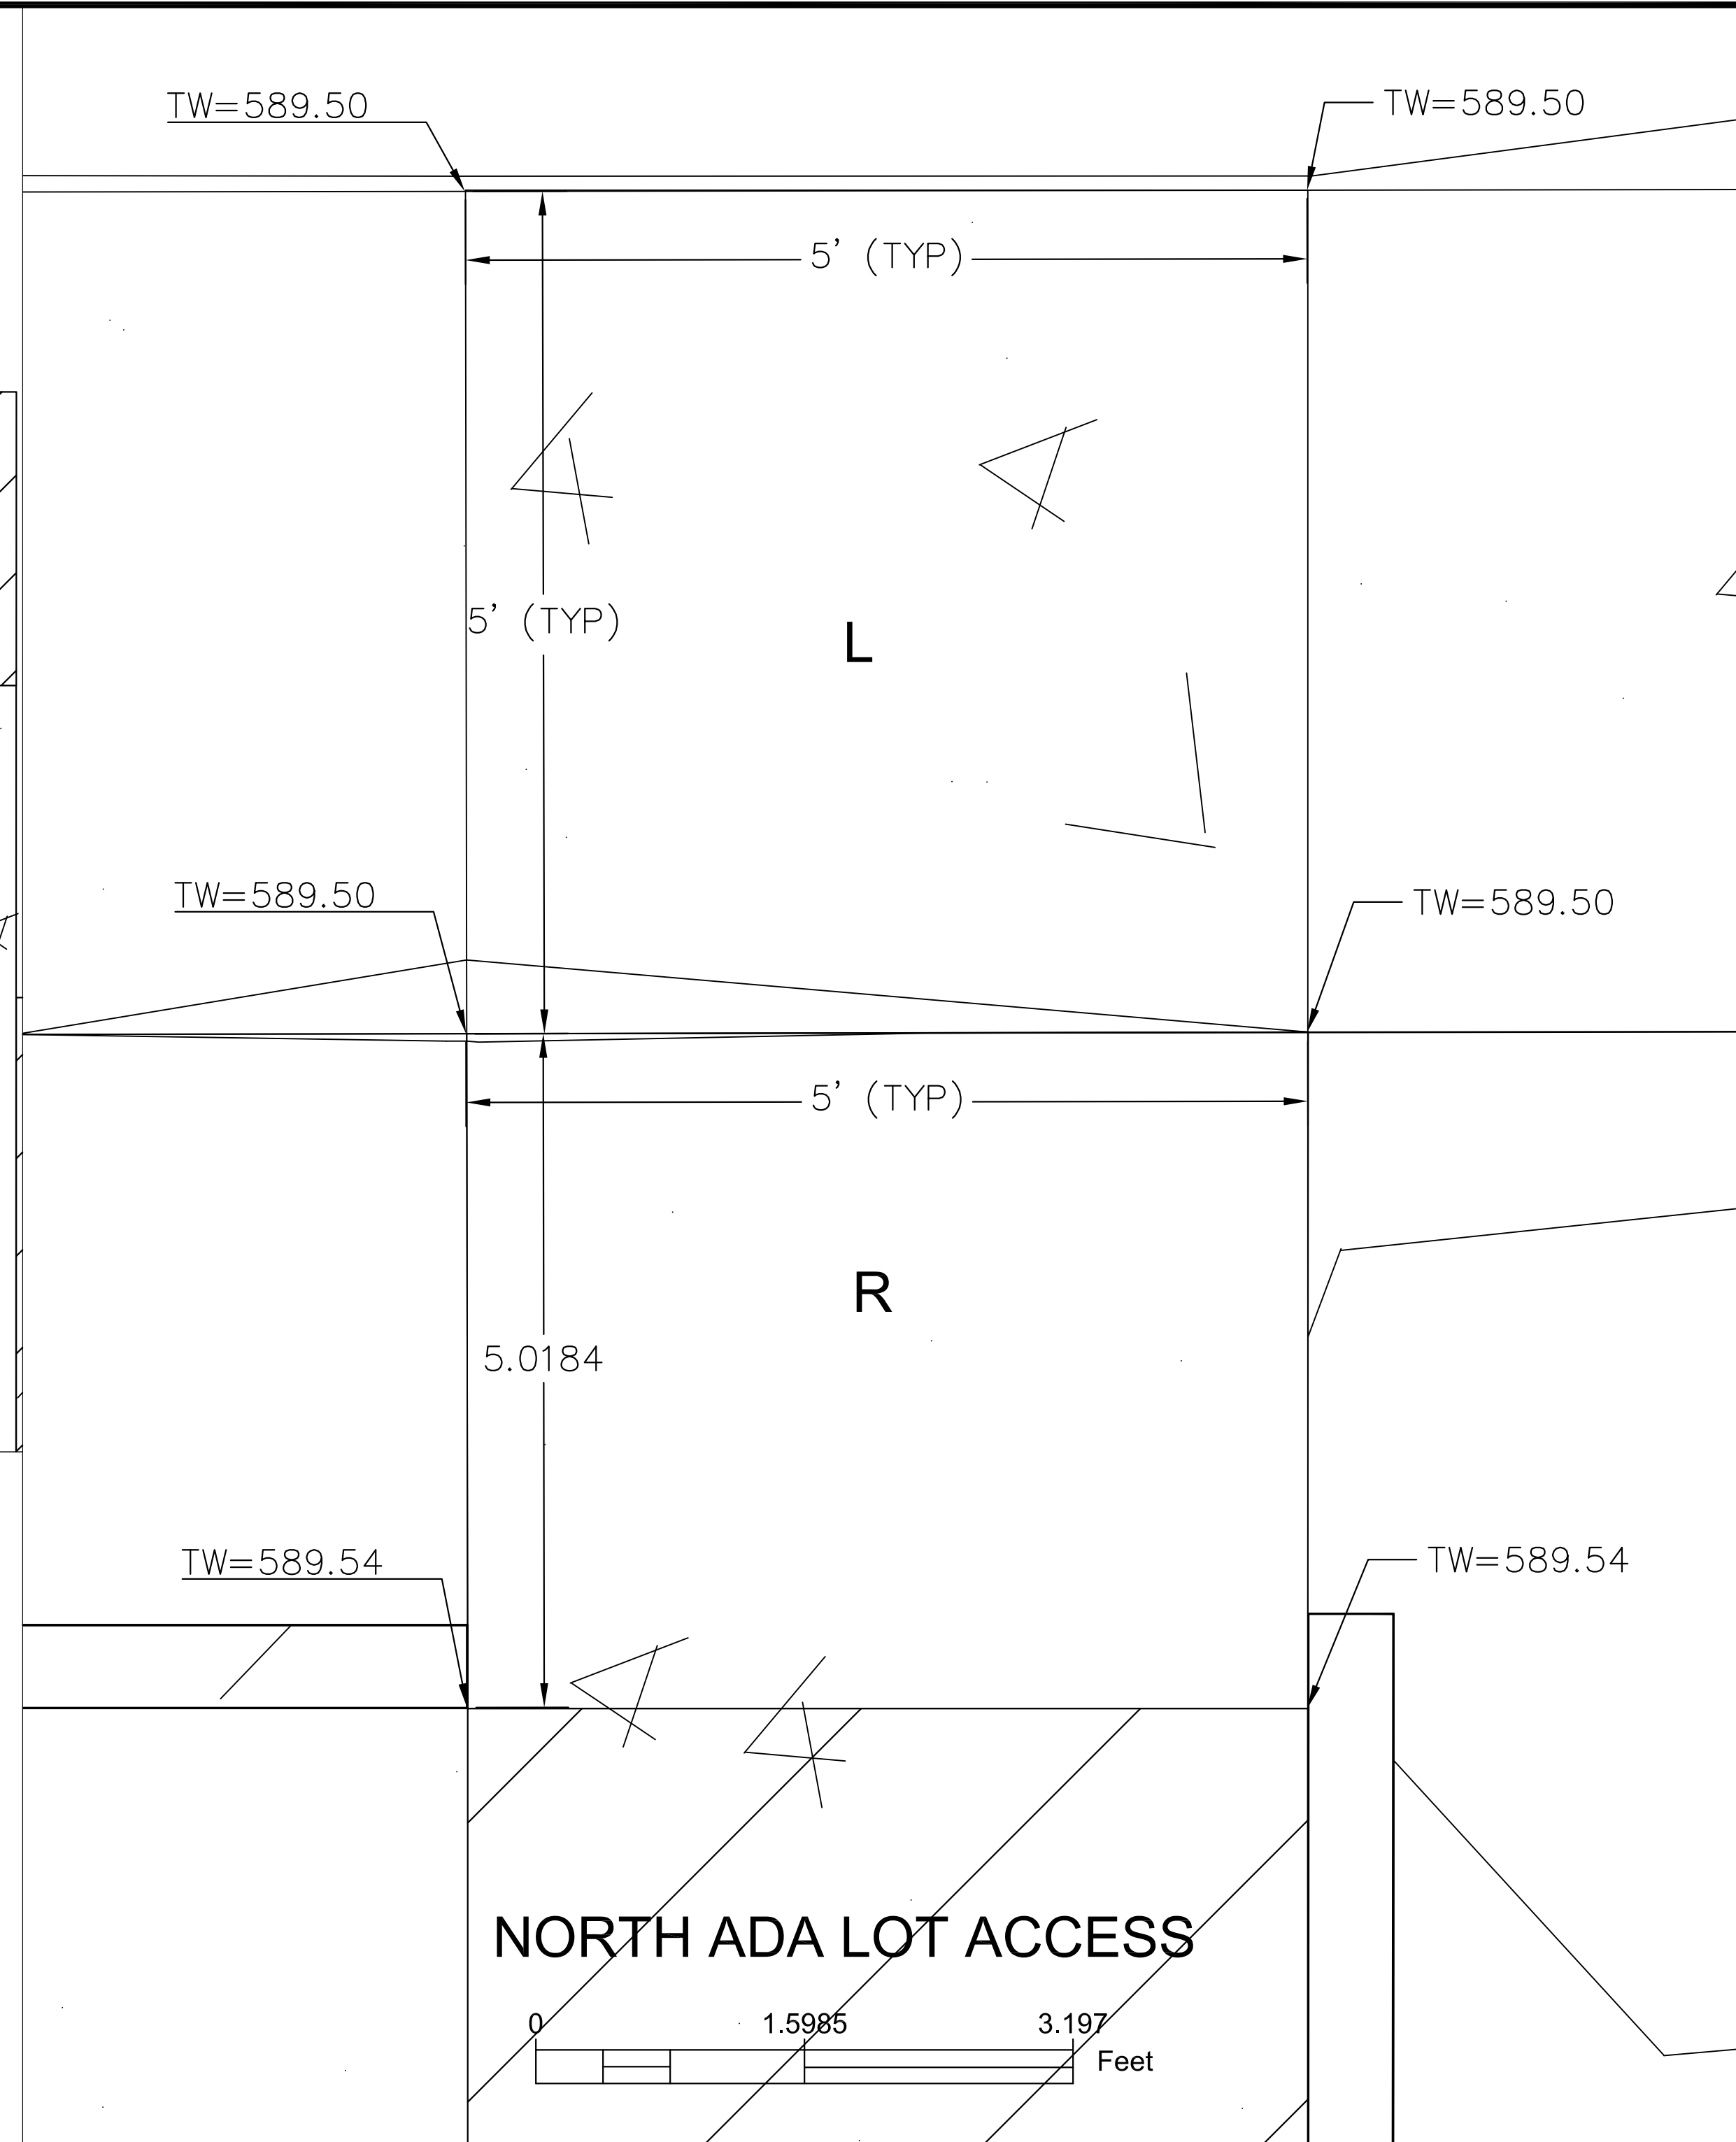 TW=589.50
TW=589.50
5' (TYP)
5' (TYP)
L
TW=589.50
TW=589.50
5' (TYP)
R
5.0184
TW=589.54
TW=589.54
NORTH ADA LOT ACCESS
0 1.5985 3.197
Feet